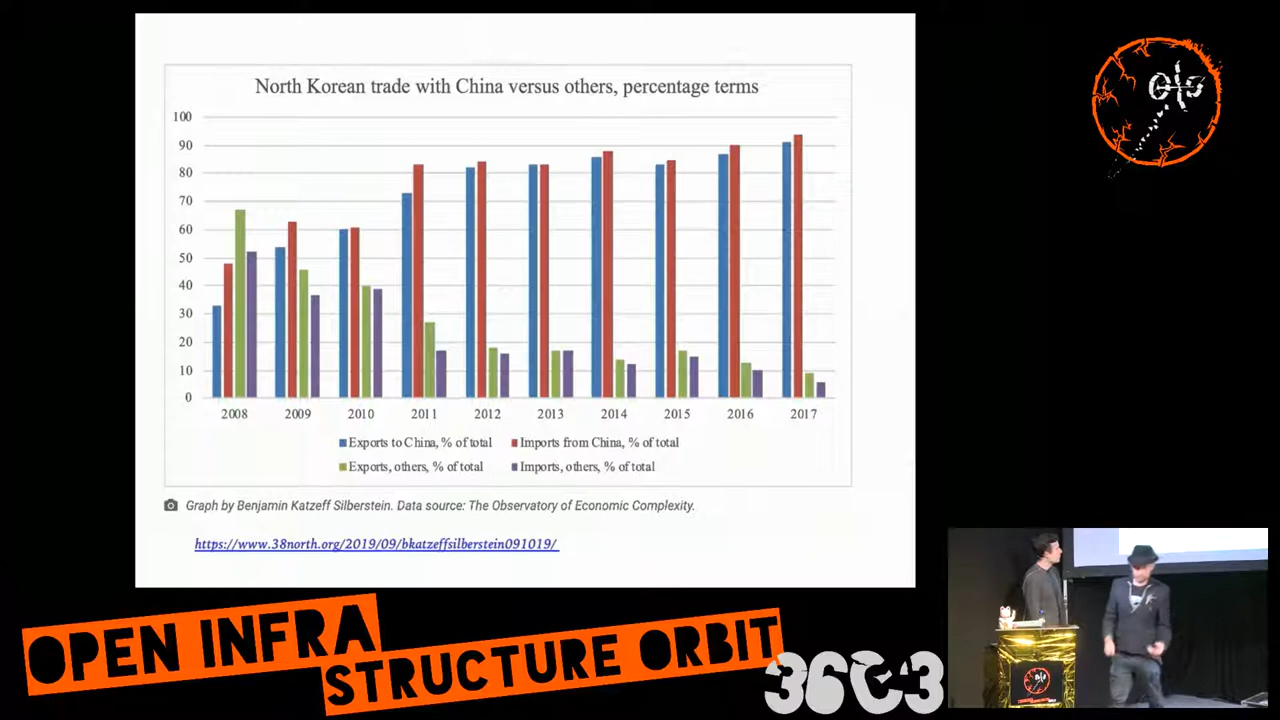 North Korean trade with China versus others, percentage terms
100
90
80
70
60
50
40
30
20
10
0
2008 2009 2010 2011 2012 2013 2014 2015 2016 2017
Exports to China, % of total Imports from China, % of total
Exports, others, % of total Imports, others, % of total
Graph by Benjamin Katzeff Silberstein. Data source: The Observatory of Economic Complexity.
https://www.38north.org/2019/09/bkatzeffsilberstein091019/
OPEN INFRA
STRUCTURE ORBIT
36C3